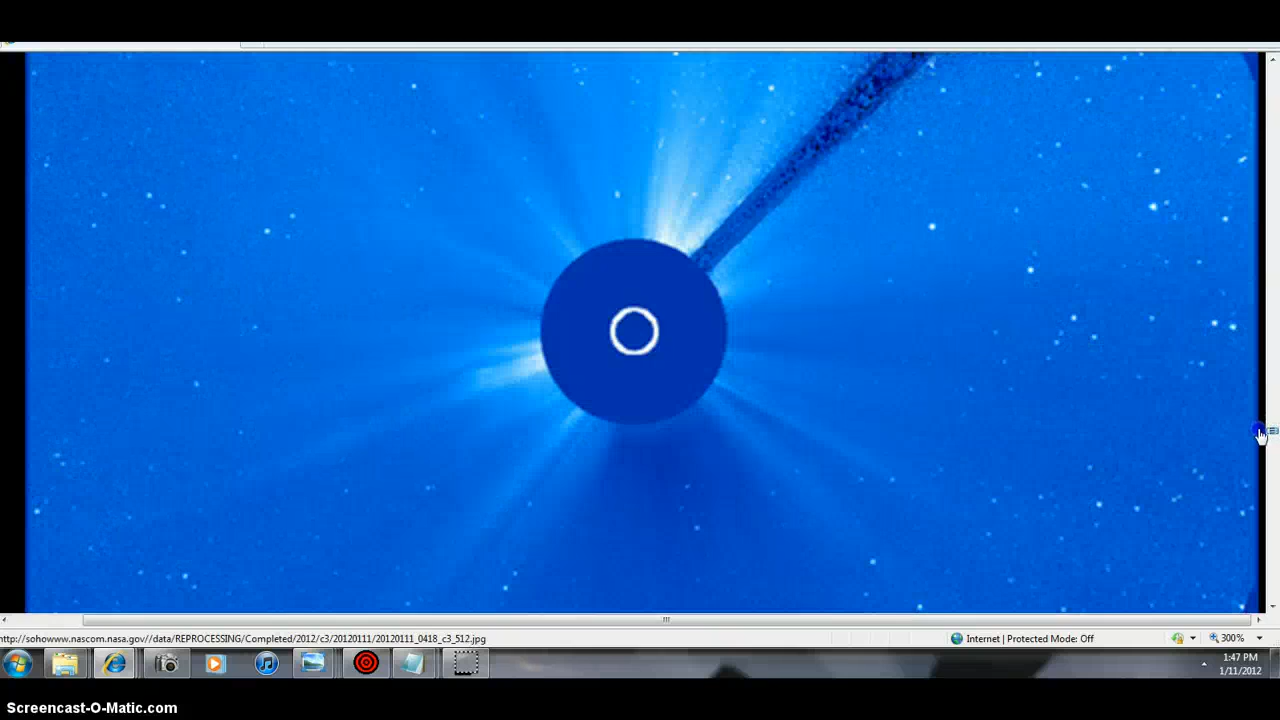 http://sohowww.nascom.nasa.gov//data/REPROCESSING/Completed/2012/c3/20120111/20120111_0418_c3_512.jpg
Internet | Protected Mode: Off
300%
1:47 PM
1/11/2012
Screencast-O-Matic.com